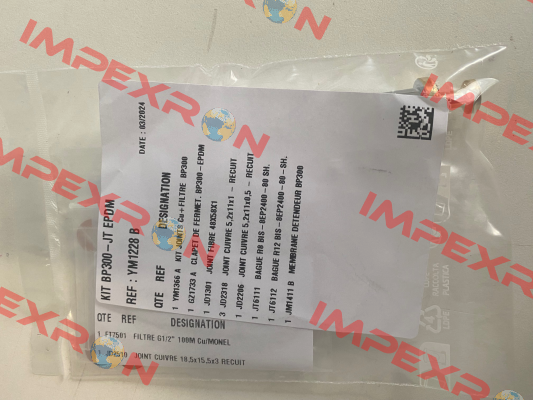 KIT BP300-JT EPDM
REF : YM1228 B
DATE : 03/2024
QTE REF DESIGNATION
1 YM1366 A KIT JOINTS Cu+FILTRE BP300
1 GZ1733 A CLAPET DE FERMET. BP300-EPDM
1 JD1301 JOINT FIBRE 48X58X1
3 JD2318 JOINT CUIVRE 5,2x11x1 - RECUIT
1 JD2206 JOINT CUIVRE 5,2x11x0,5 - RECUIT
1 JT6111 BAGUE R9 BIS-BEP2400-80 SH.
1 JT6112 BAGUE R12 BIS-BEP2400-80 SH.
1 JM1411 B MEMBRANE DETENDEUR BP300
QTE REF DESIGNATION
1 FT7501 FILTRE G1/2" 100M Cu/MONEL
JOINT CUIVRE 18,5x15,5x3 RECUIT
IMPEXRON
IMPEXRON
IMPEXRON
IMPEXRON